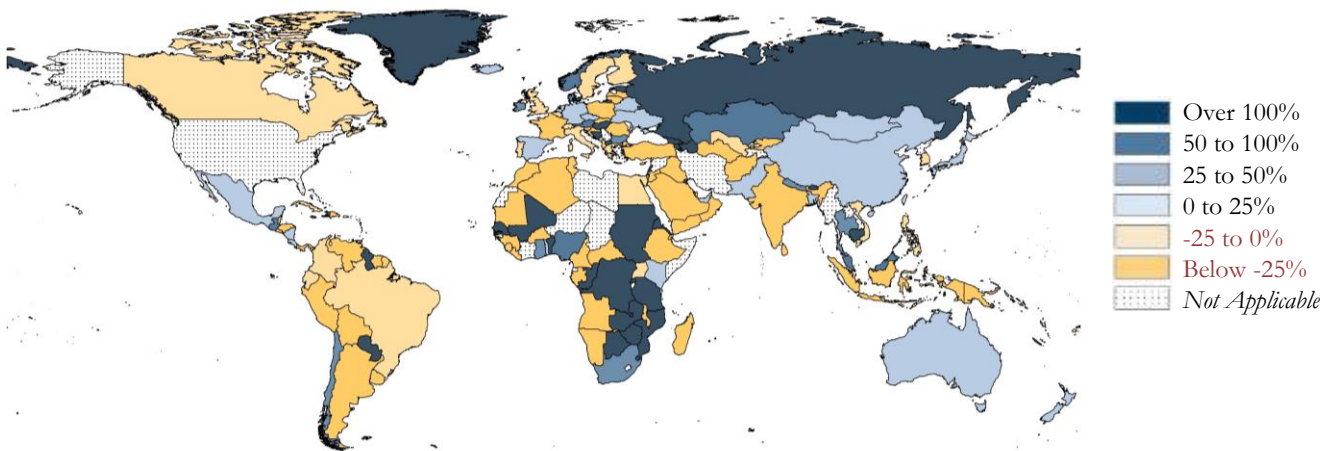 Over 100%
50 to 100%
25 to 50%
0 to 25%
-25 to 0%
Below -25%
Not Applicable